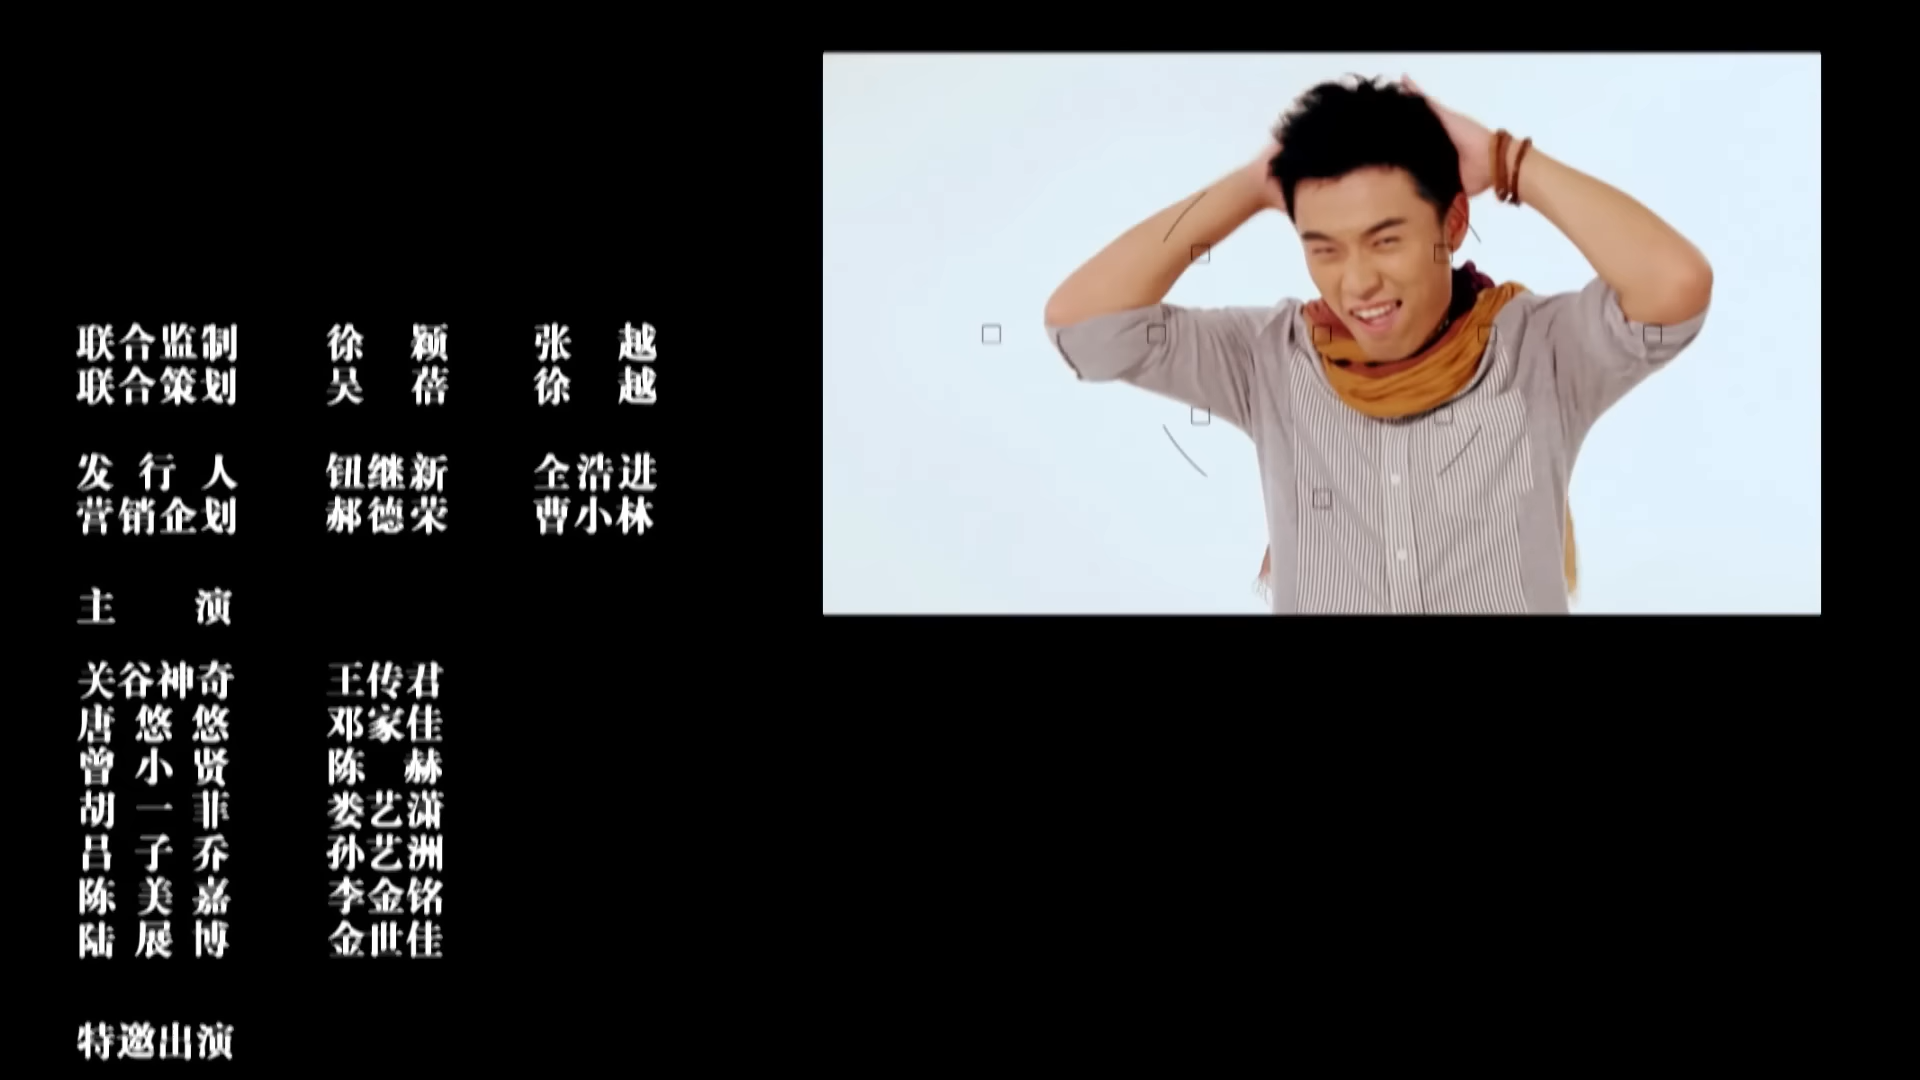 联合监制 徐颖 张越
联合策划 吴蓓 徐越
发行人 钮继新 全浩进
营销企划 郝德荣 曹小林
主演
关谷神奇 王传君
唐悠悠 邓家佳
曾小贤 陈赫
胡一菲 娄艺潇
吕子乔 孙艺洲
陈美嘉 李金铭
陆展博 金世佳
特邀出演